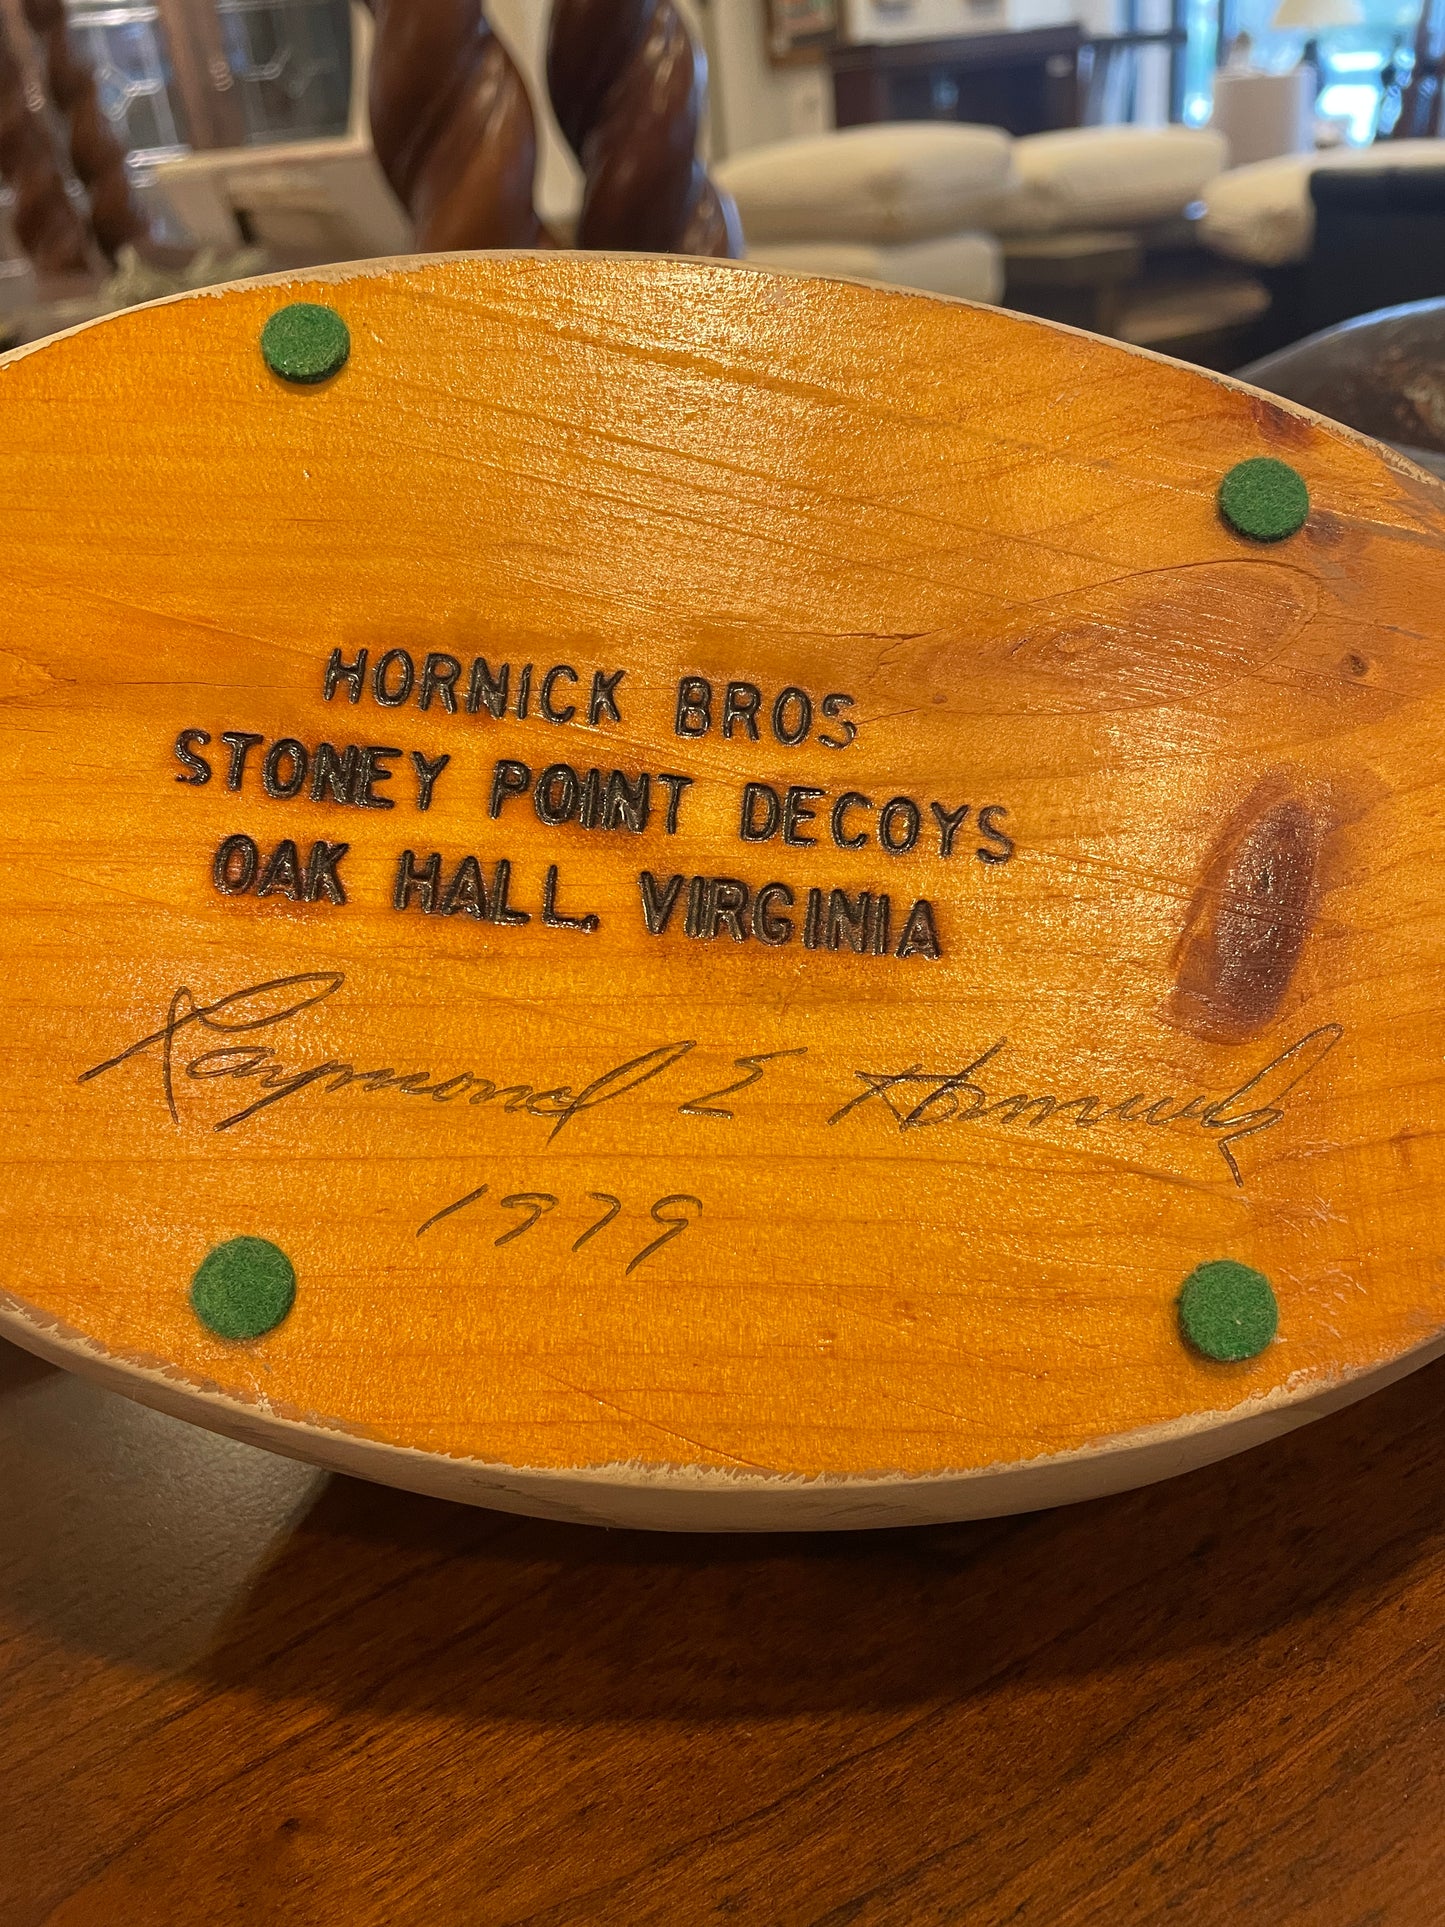 HORNICK BROS
STONEY POINT DECOYS
OAK HALL, VIRGINIA
Raymond E Hornick
1979